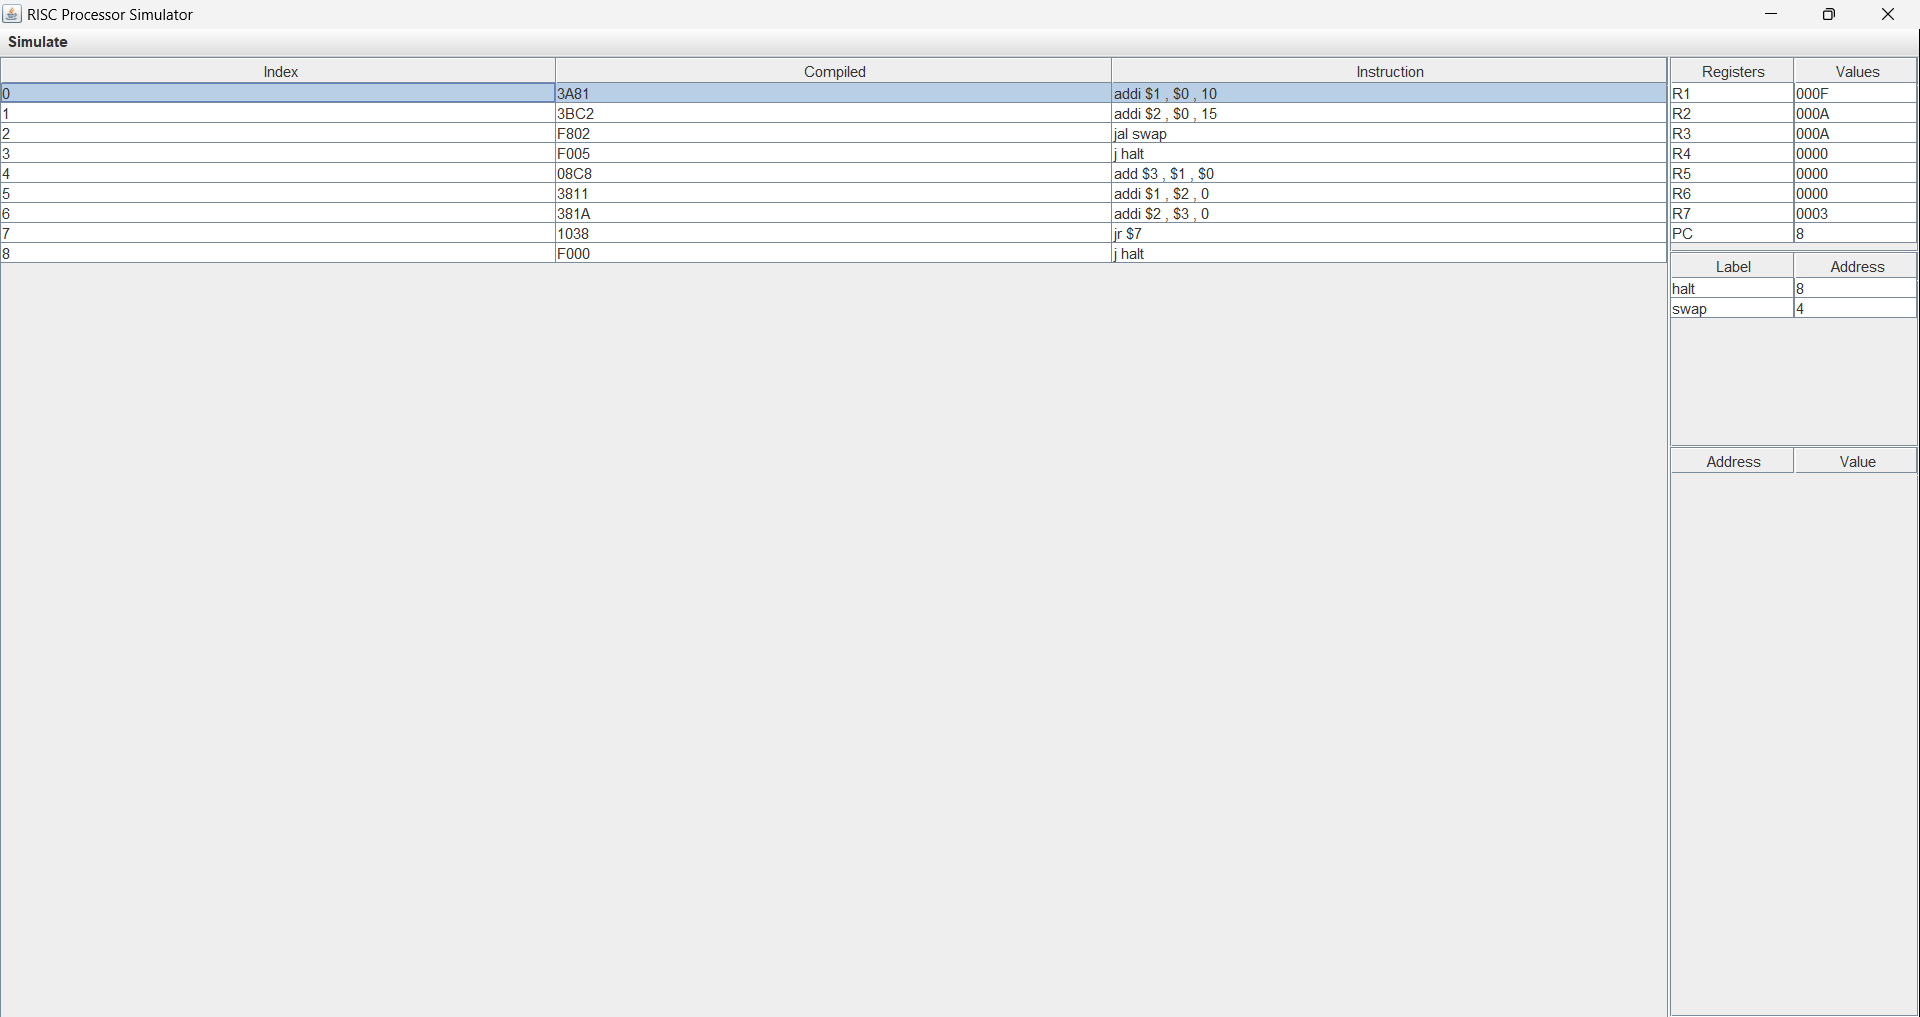 RISC Processor Simulator
Simulate
Index Compiled Instruction
0 3A81 addi $1 , $0 , 10
1 3BC2 addi $2 , $0 , 15
2 F802 jal swap
3 F005 j halt
4 08C8 add $3 , $1 , $0
5 3811 addi $1 , $2 , 0
6 381A addi $2 , $3 , 0
7 1038 jr $7
8 F000 j halt
Registers Values
R1 000F
R2 000A
R3 000A
R4 0000
R5 0000
R6 0000
R7 0003
PC 8
Label Address
halt 8
swap 4
Address Value